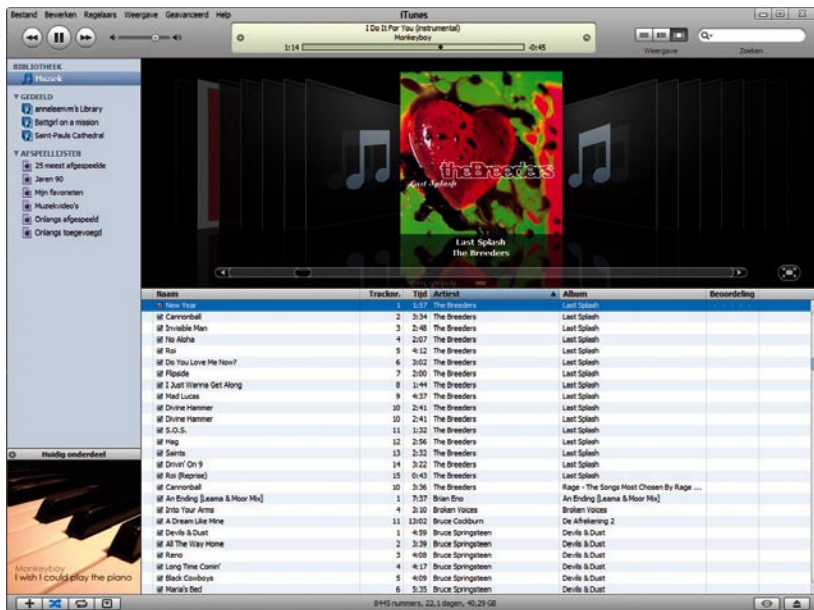 Bestand Bewerken Regelaars Weergave Geavanceerd Help
iTunes
I Do It For You (instrumental)
Monkeyboy
1:14 -0:45
Weergave Zoeken
BIBLIOTHEEK
Muziek
GEDEELD
anneleenvm's Library
Battgirl on a mission
Saint-Pauls Cathedral
AFSPEELLIJSTEN
25 meest afgespeelde
Jaren 90
Mijn favorieten
Muziekvideo's
Onlangs afgespeeld
Onlangs toegevoegd
theBreeders
Last Splash
Last Splash
The Breeders
Naam Tracknr. Tijd Artiest Album Beoordeling
New Year 1 1:57 The Breeders Last Splash
Cannonball 2 3:34 The Breeders Last Splash
Invisible Man 3 2:48 The Breeders Last Splash
No Aloha 4 2:07 The Breeders Last Splash
Roi 5 4:12 The Breeders Last Splash
Do You Love Me Now? 6 3:02 The Breeders Last Splash
Flipside 7 2:00 The Breeders Last Splash
I Just Wanna Get Along 8 1:44 The Breeders Last Splash
Mad Lucas 9 4:37 The Breeders Last Splash
Divine Hammer 10 2:41 The Breeders Last Splash
Divine Hammer 10 2:41 The Breeders Last Splash
S.O.S. 11 1:32 The Breeders Last Splash
Hag 12 2:56 The Breeders Last Splash
Saints 13 2:32 The Breeders Last Splash
Drivin' On 9 14 3:22 The Breeders Last Splash
Roi (Reprise) 15 0:43 The Breeders Last Splash
Cannonball 10 3:36 The Breeders Rage - The Songs Most Chosen By Rage ...
An Ending [Leama & Moor Mix] 1 7:37 Brian Eno An Ending [Leama & Moor Mix]
Into Your Arms 4 3:10 Broken Voices Broken Voices
A Dream Like Mine 11 13:02 Bruce Cockburn De Afrekening 2
Devils & Dust 1 4:59 Bruce Springsteen Devils & Dust
All The Way Home 2 3:39 Bruce Springsteen Devils & Dust
Reno 3 4:08 Bruce Springsteen Devils & Dust
Long Time Comin' 4 4:17 Bruce Springsteen Devils & Dust
Black Cowboys 5 4:09 Bruce Springsteen Devils & Dust
Maria's Bed 6 5:35 Bruce Springsteen Devils & Dust
Huidig onderdeel
Monkeyboy
I wish I could play the piano
8445 nummers, 22,1 dagen, 40,29 GB